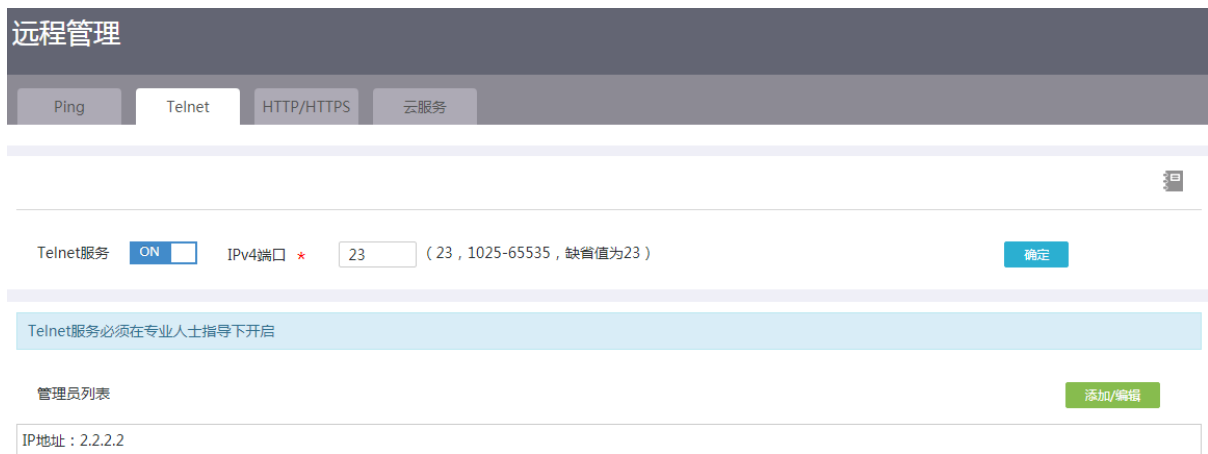 远程管理
Ping Telnet HTTP/HTTPS 云服务
Telnet服务 ON IPv4端口 * 23 （23，1025-65535，缺省值为23） 确定
Telnet服务必须在专业人士指导下开启
管理员列表 添加/编辑
IP地址：2.2.2.2